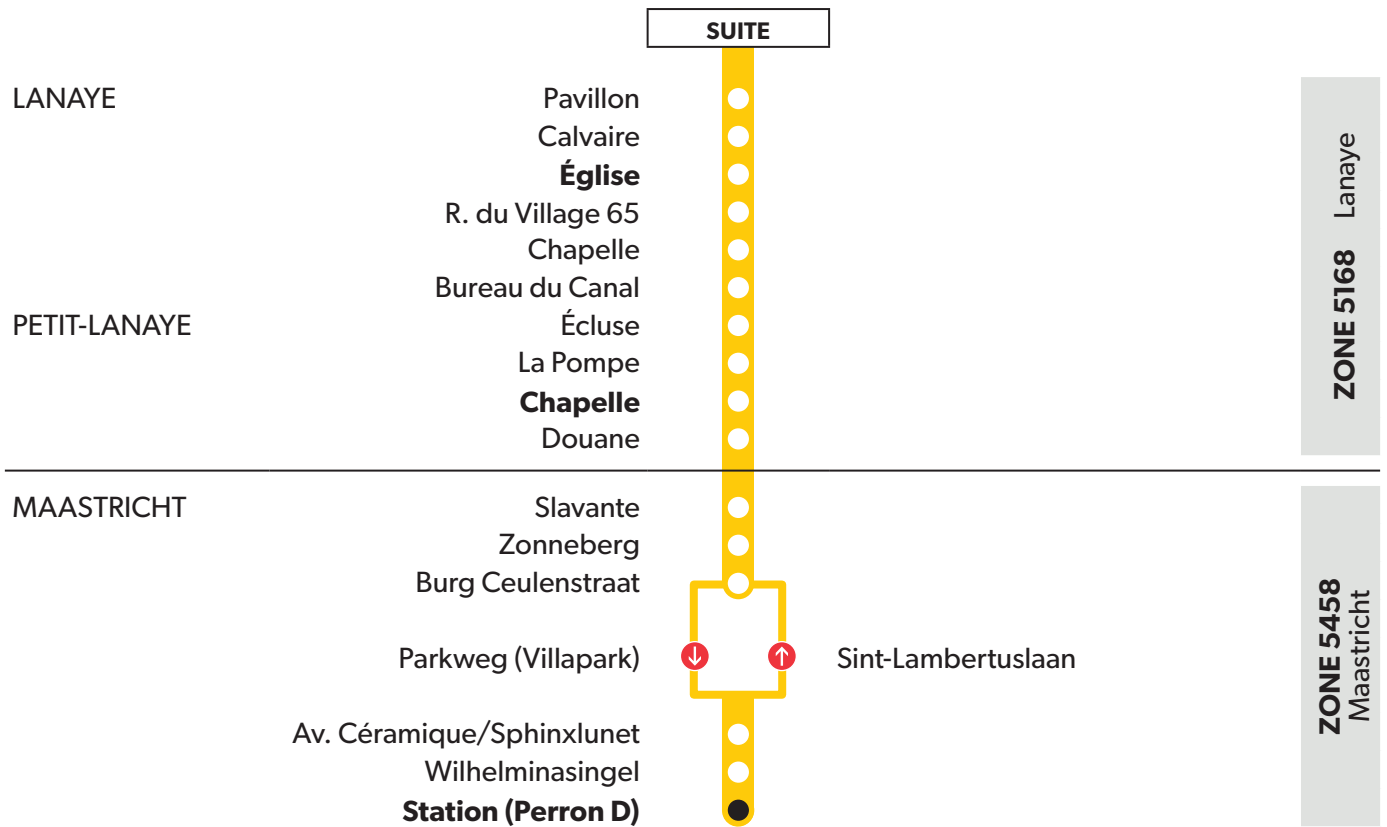 SUITE
LANAYE Pavillon
Calvaire
Église
R. du Village 65
Chapelle
Bureau du Canal
PETIT-LANAYE Écluse
La Pompe
Chapelle
Douane
ZONE 5168 Lanaye
MAASTRICHT Slavante
Zonneberg
Burg Ceulenstraat
Parkweg (Villapark) Sint-Lambertuslaan
Av. Céramique/Sphinxlunet
Wilhelminasingel
Station (Perron D)
ZONE 5458
Maastricht